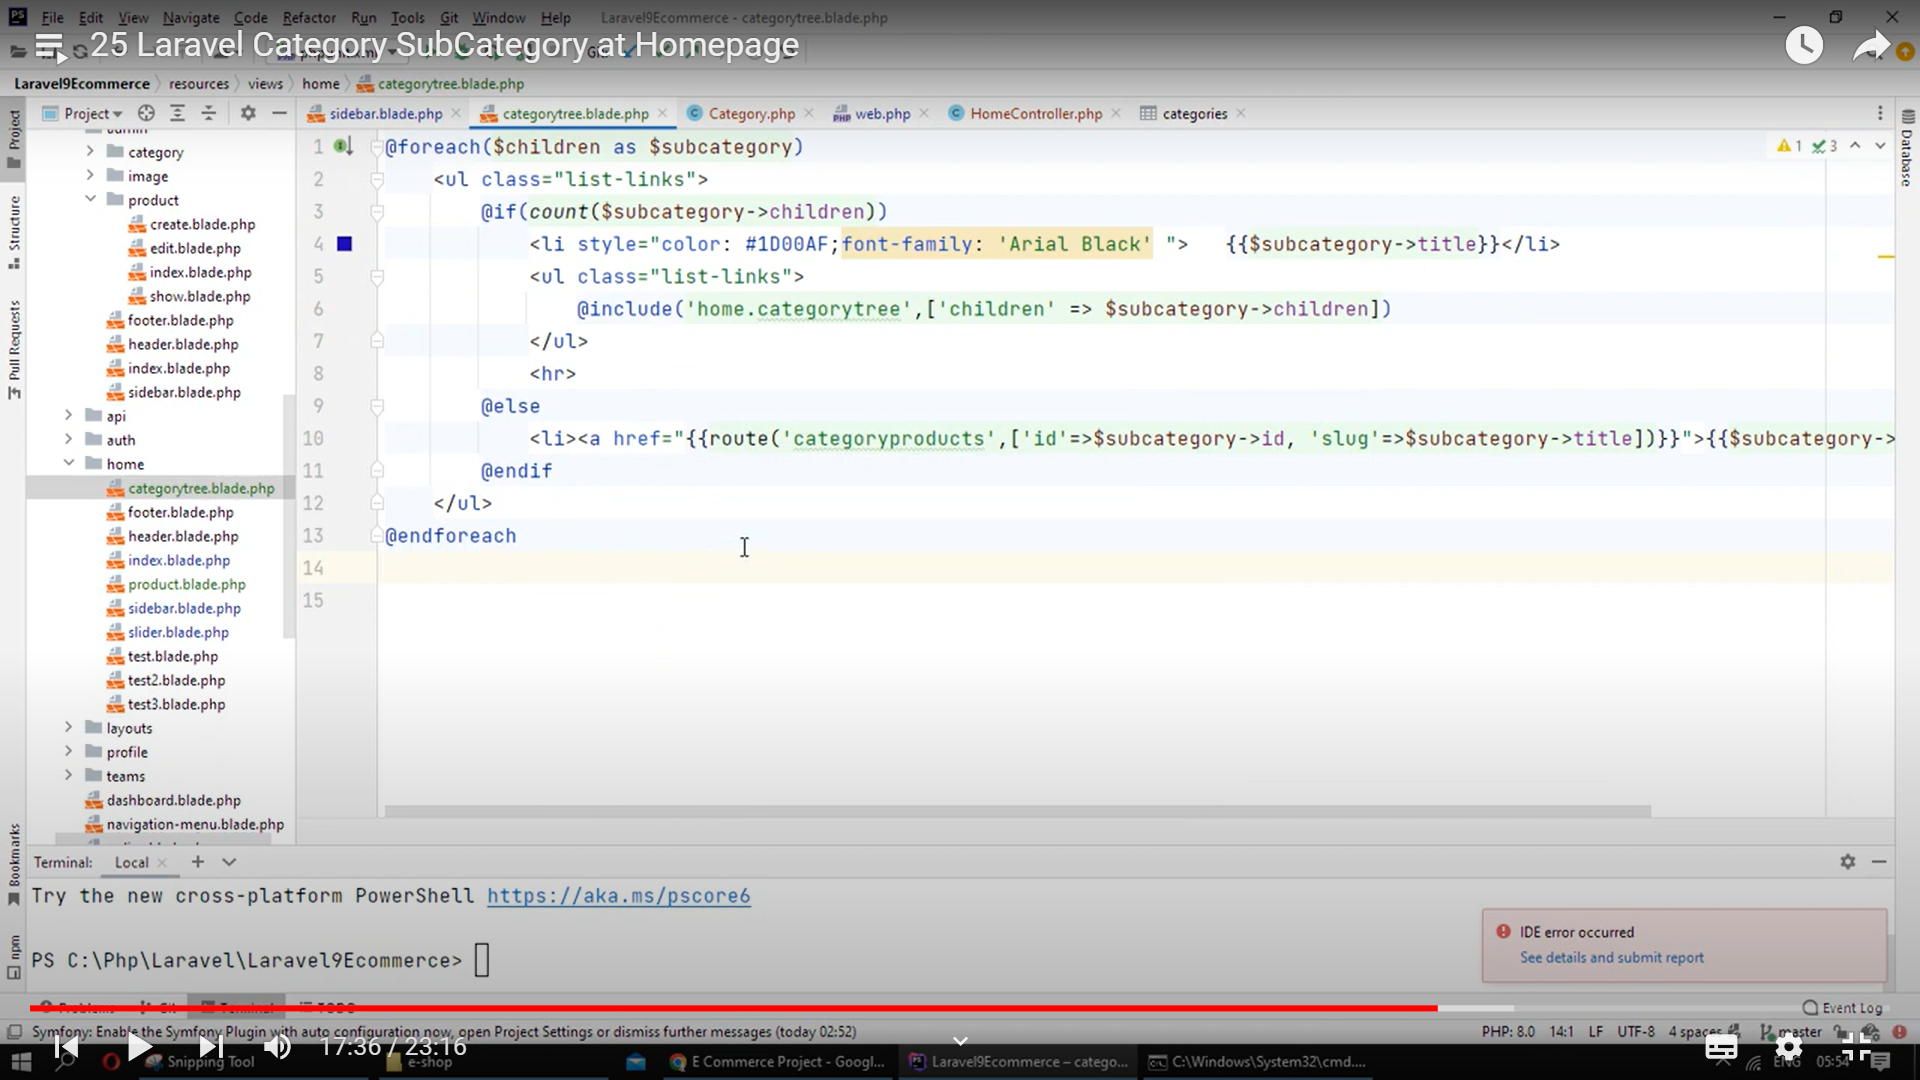 File Edit View Navigate Code Refactor Run Tools Git Window Help Laravel9Ecommerce - categorytree.blade.php
25 Laravel Category SubCategory at Homepage
Laravel9Ecommerce resources views home categorytree.blade.php
Project
sidebar.blade.php categorytree.blade.php Category.php web.php HomeController.php categories
Project
Structure
Pull Requests
Bookmarks
npm
Database
admin
category
image
product
create.blade.php
edit.blade.php
index.blade.php
show.blade.php
footer.blade.php
header.blade.php
index.blade.php
sidebar.blade.php
api
auth
home
categorytree.blade.php
footer.blade.php
header.blade.php
index.blade.php
product.blade.php
sidebar.blade.php
slider.blade.php
test.blade.php
test2.blade.php
test3.blade.php
layouts
profile
teams
dashboard.blade.php
navigation-menu.blade.php
1 @foreach($children as $subcategory)
2 <ul class="list-links">
3 @if(count($subcategory->children))
4 <li style="color: #1D00AF;font-family: 'Arial Black' "> {{$subcategory->title}}</li>
5 <ul class="list-links">
6 @include('home.categorytree',['children' => $subcategory->children])
7 </ul>
8 <hr>
9 @else
10 <li><a href="{{route('categoryproducts',['id'=>$subcategory->id, 'slug'=>$subcategory->title])}}">{{$subcategory->
11 @endif
12 </ul>
13 @endforeach
14
15
1 3
Terminal: Local
Try the new cross-platform PowerShell https://aka.ms/pscore6
PS C:\Php\Laravel\Laravel9Ecommerce>
IDE error occurred
See details and submit report
Problems Git Terminal TODO
Event Log
Symfony: Enable the Symfony Plugin with auto configuration now, open Project Settings or dismiss further messages (today 02:52)
PHP: 8.0 14:1 LF UTF-8 4 spaces master
17:36 / 23:16
Snipping Tool e-shop E Commerce Project - Googl... Laravel9Ecommerce – catego... C:\Windows\System32\cmd....
ENG 05:54